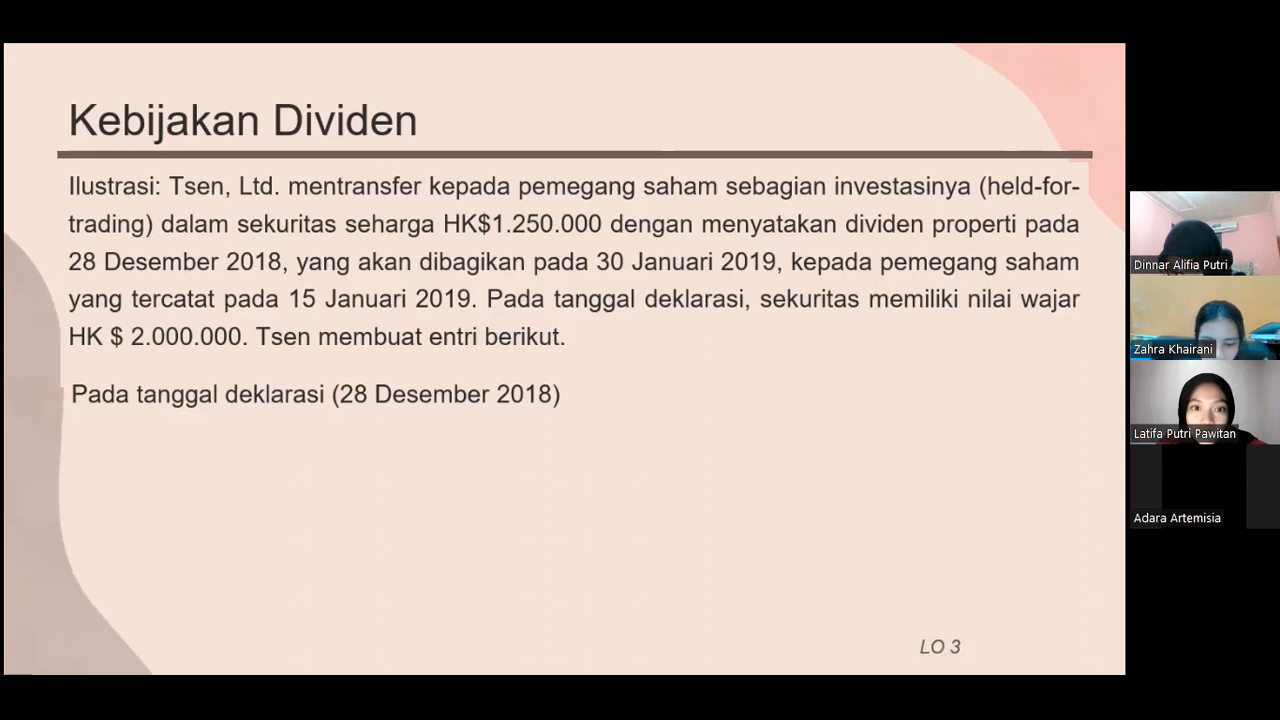 Kebijakan Dividen
Ilustrasi: Tsen, Ltd. mentransfer kepada pemegang saham sebagian investasinya (held-for-
trading) dalam sekuritas seharga HK$1.250.000 dengan menyatakan dividen properti pada
28 Desember 2018, yang akan dibagikan pada 30 Januari 2019, kepada pemegang saham
yang tercatat pada 15 Januari 2019. Pada tanggal deklarasi, sekuritas memiliki nilai wajar
HK $ 2.000.000. Tsen membuat entri berikut.
Pada tanggal deklarasi (28 Desember 2018)
LO 3
Dinnar Alifia Putri
Zahra Khairani
Latifa Putri Pawitan
Adara Artemisia